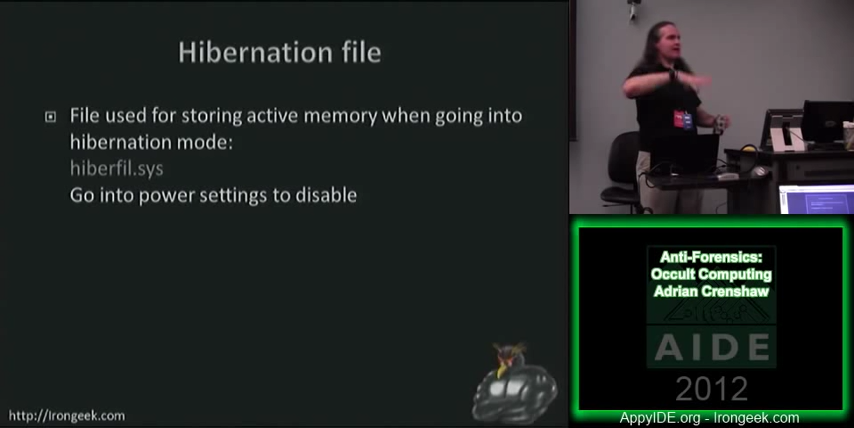 Hibernation file
File used for storing active memory when going into
hibernation mode:
hiberfil.sys
Go into power settings to disable
http://Irongeek.com
Anti-Forensics:
Occult Computing
Adrian Crenshaw
AIDE
2012
AppyIDE.org - Irongeek.com